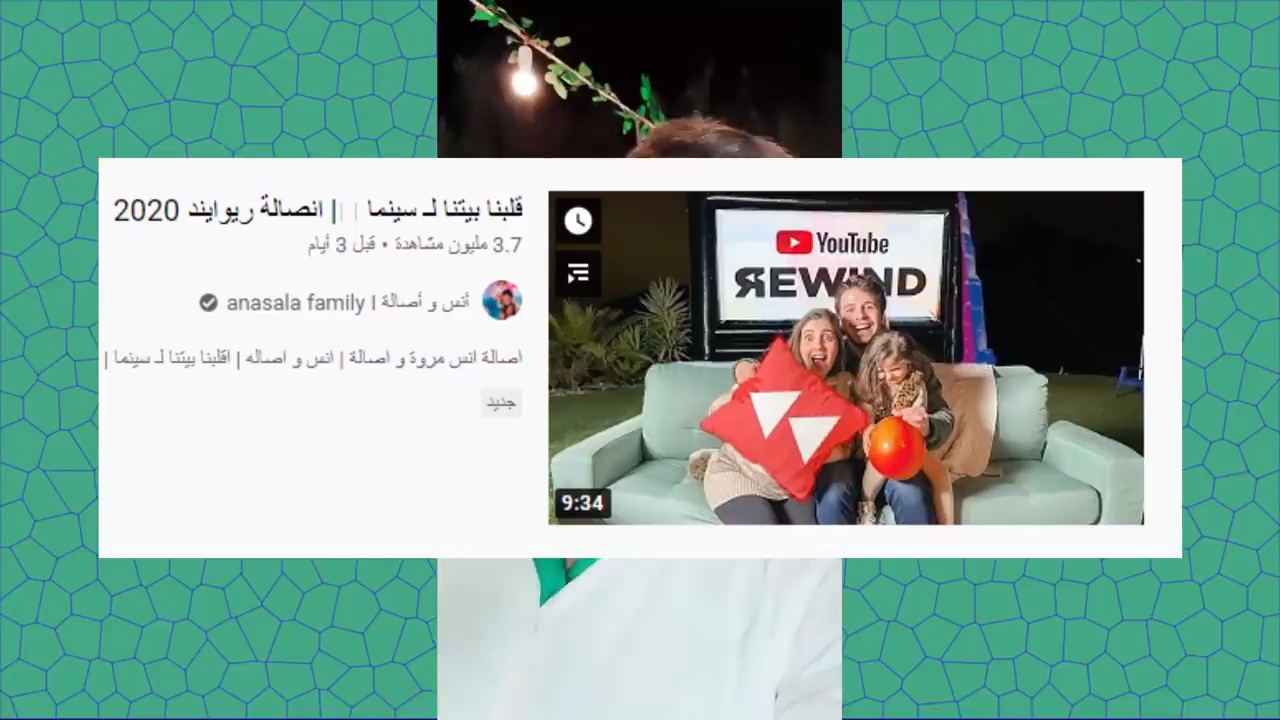 قلبنا بيتنا لـ سينما | انصالة ريوايند 2020
3.7 مليون مشاهدة • قبل 3 أيام
أنس و أصالة | anasala family
اصالة انس مروة و اصالة | انس و اصاله | اقلبنا بيتنا لـ سينما |
جديد
YouTube
REWIND
9:34